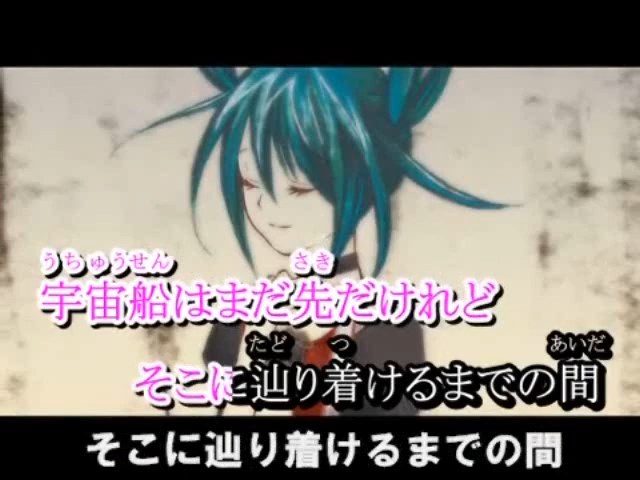 うちゅうせん さき
宇宙船はまだ先だけれど
たど つ あいだ
そこに辿り着けるまでの間
そこに辿り着けるまでの間